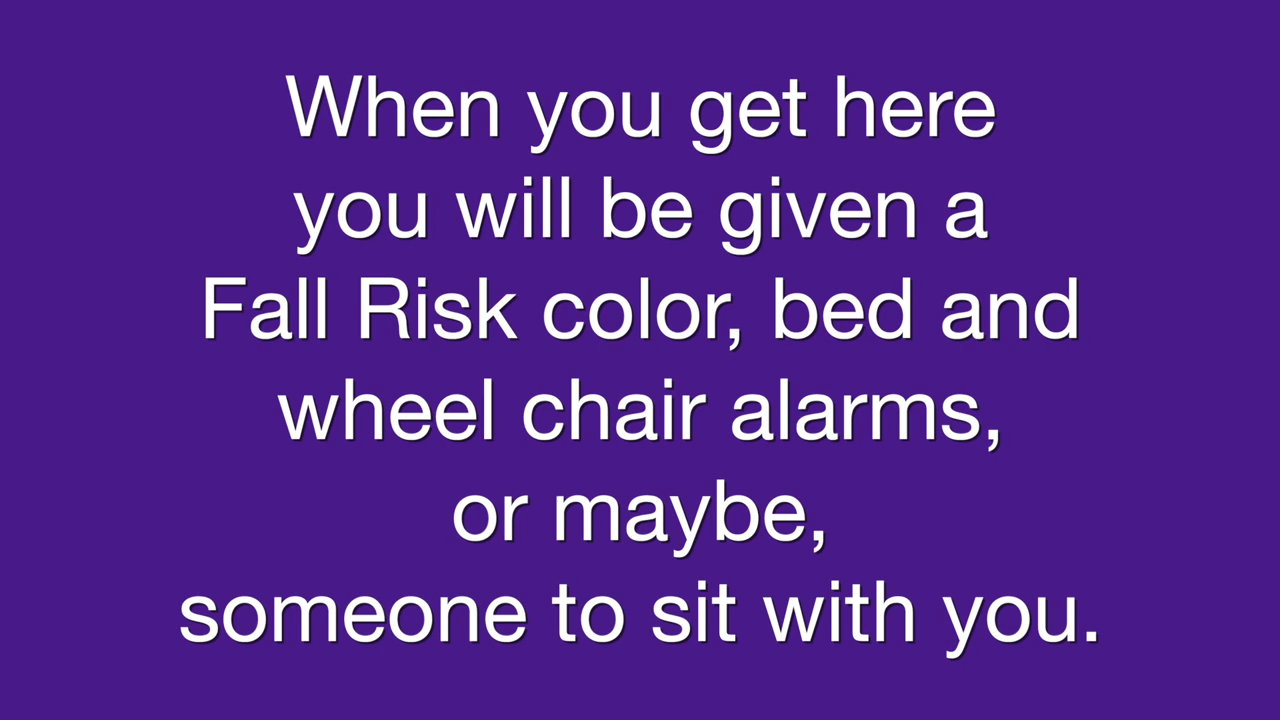 When you get here
you will be given a
Fall Risk color, bed and
wheel chair alarms,
or maybe,
someone to sit with you.